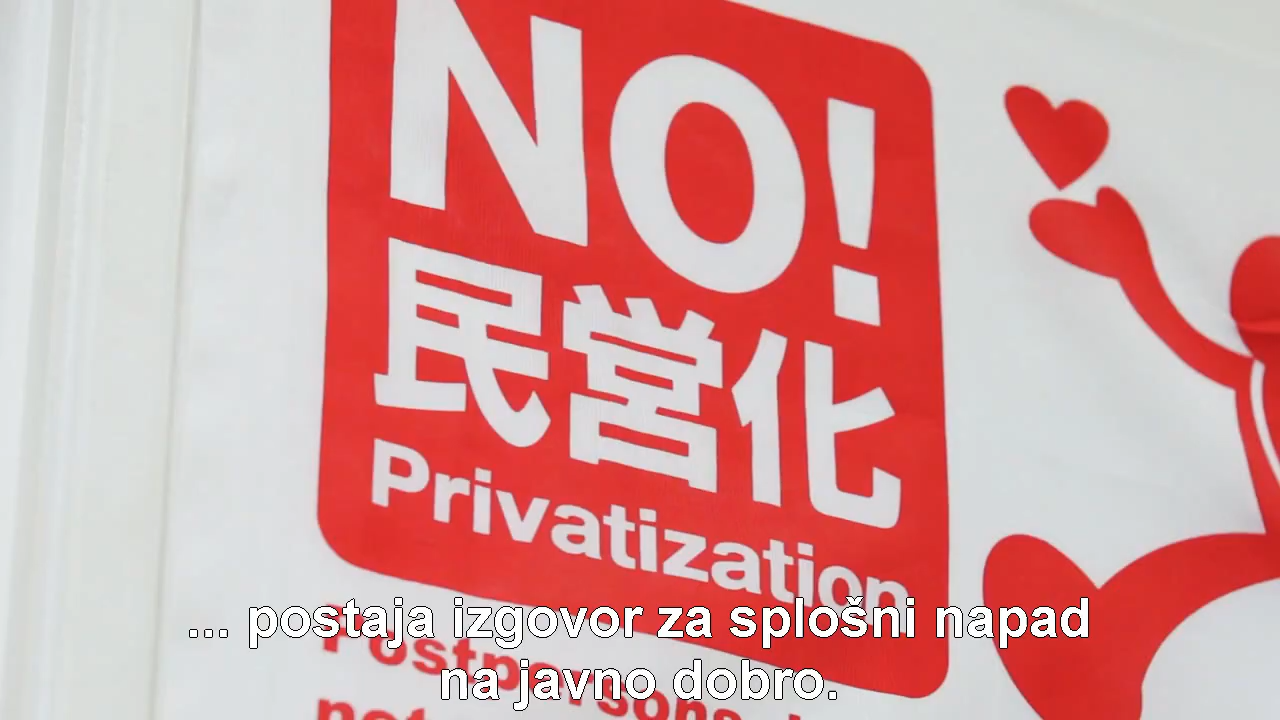 NO!
民営化
Privatization
... postaja izgovor za splošni napad
na javno dobro.